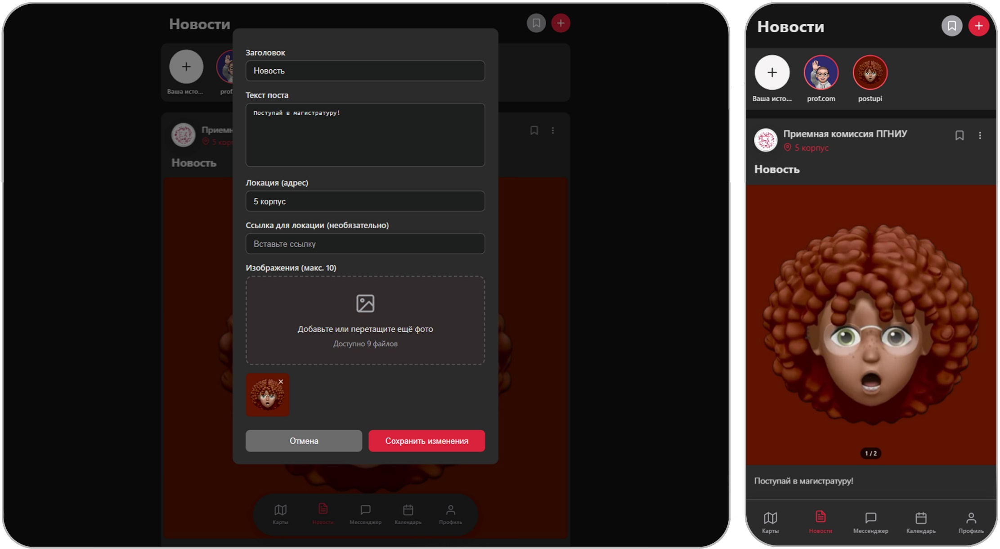 Новости
Ваша исто...
prof
Приемн
5 корп
Новость
Заголовок
Новость
Текст поста
Поступай в магистратуру!
Локация (адрес)
5 корпус
Ссылка для локации (необязательно)
Вставьте ссылку
Изображения (макс. 10)
Добавьте или перетащите ещё фото
Доступно 9 файлов
Отмена
Сохранить изменения
Карты
Новости
Мессенджер
Календарь
Профиль
Новости
Ваша исто...
prof.com
postupi
Приемная комиссия ПГНИУ
5 корпус
Новость
1 / 2
Поступай в магистратуру!
Карты
Новости
Мессенджер
Календарь
Профиль